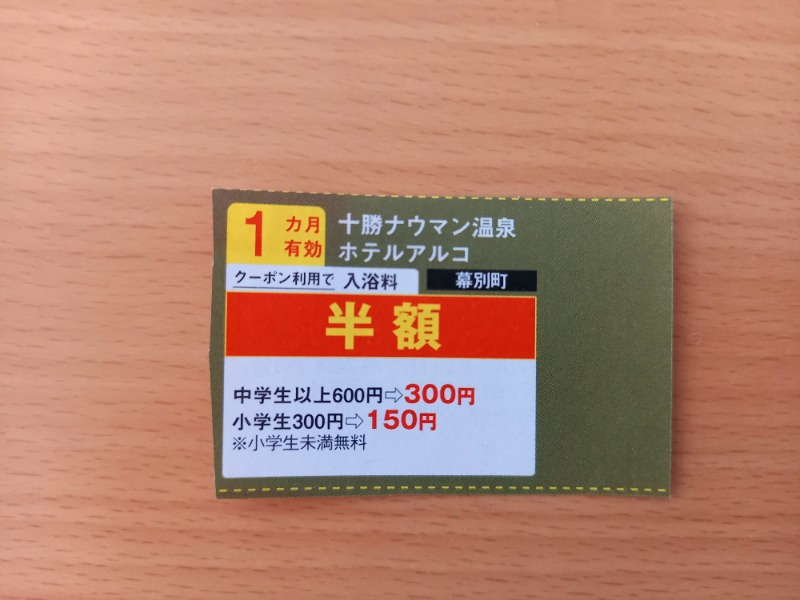 1カ月有効
十勝ナウマン温泉
ホテルアルコ
クーポン利用で 入浴料
幕別町
半額
中学生以上600円⇨300円
小学生300円⇨150円
※小学生未満無料